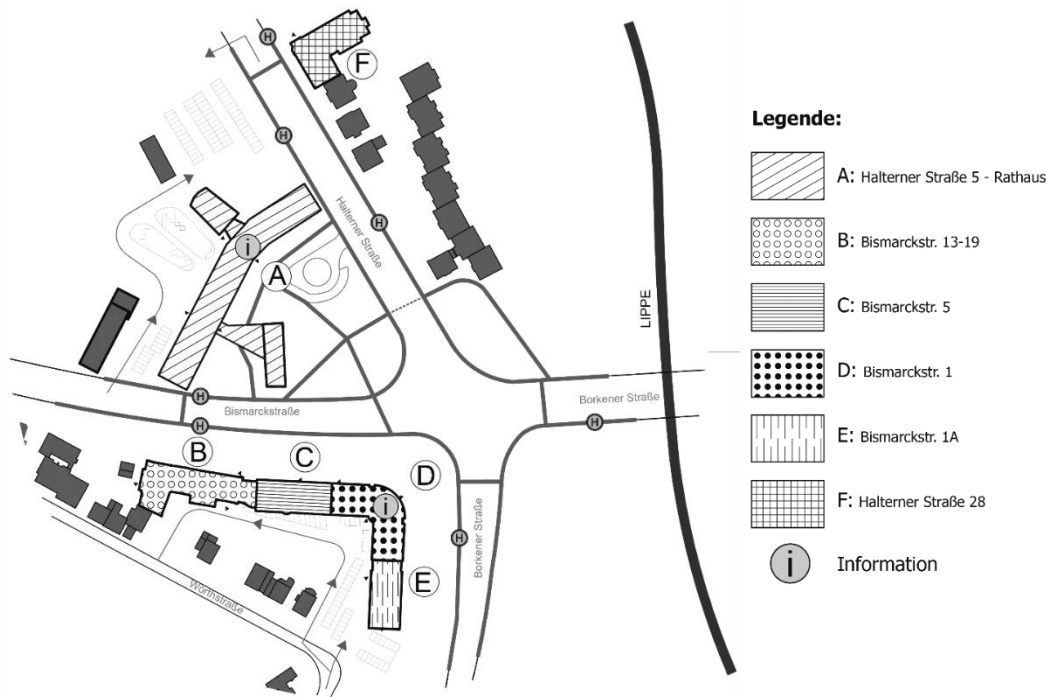 H
F
H
Halterner Straße
H
i
A
LIPPE
H
Bismarckstraße
H
Borkener Straße
H
B
C
D
i
H
Borkener Straße
E
Wörthstraße
Legende:
A: Halterner Straße 5 - Rathaus
B: Bismarckstr. 13-19
C: Bismarckstr. 5
D: Bismarckstr. 1
E: Bismarckstr. 1A
F: Halterner Straße 28
i Information